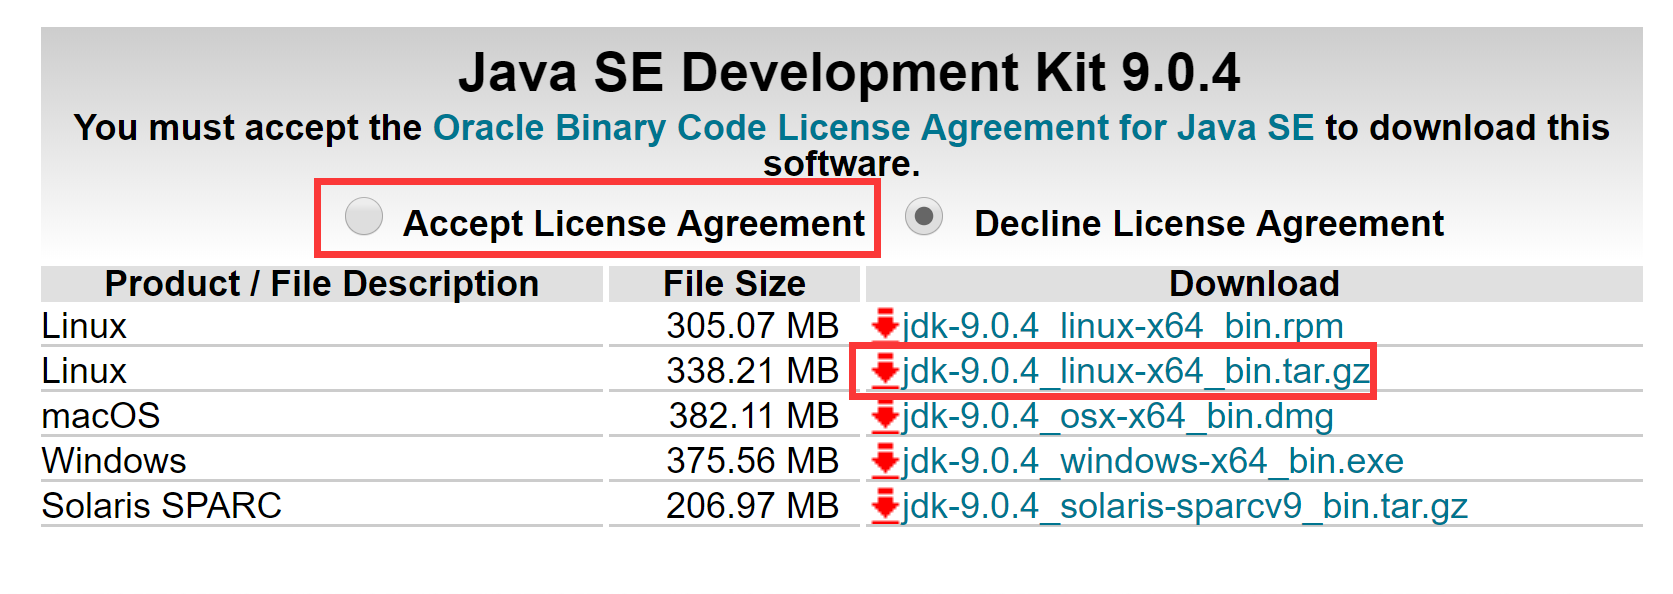 Java SE Development Kit 9.0.4
You must accept the Oracle Binary Code License Agreement for Java SE to download this
software.
Accept License Agreement Decline License Agreement
Product / File Description File Size Download
Linux 305.07 MB jdk-9.0.4_linux-x64_bin.rpm
Linux 338.21 MB jdk-9.0.4_linux-x64_bin.tar.gz
macOS 382.11 MB jdk-9.0.4_osx-x64_bin.dmg
Windows 375.56 MB jdk-9.0.4_windows-x64_bin.exe
Solaris SPARC 206.97 MB jdk-9.0.4_solaris-sparcv9_bin.tar.gz